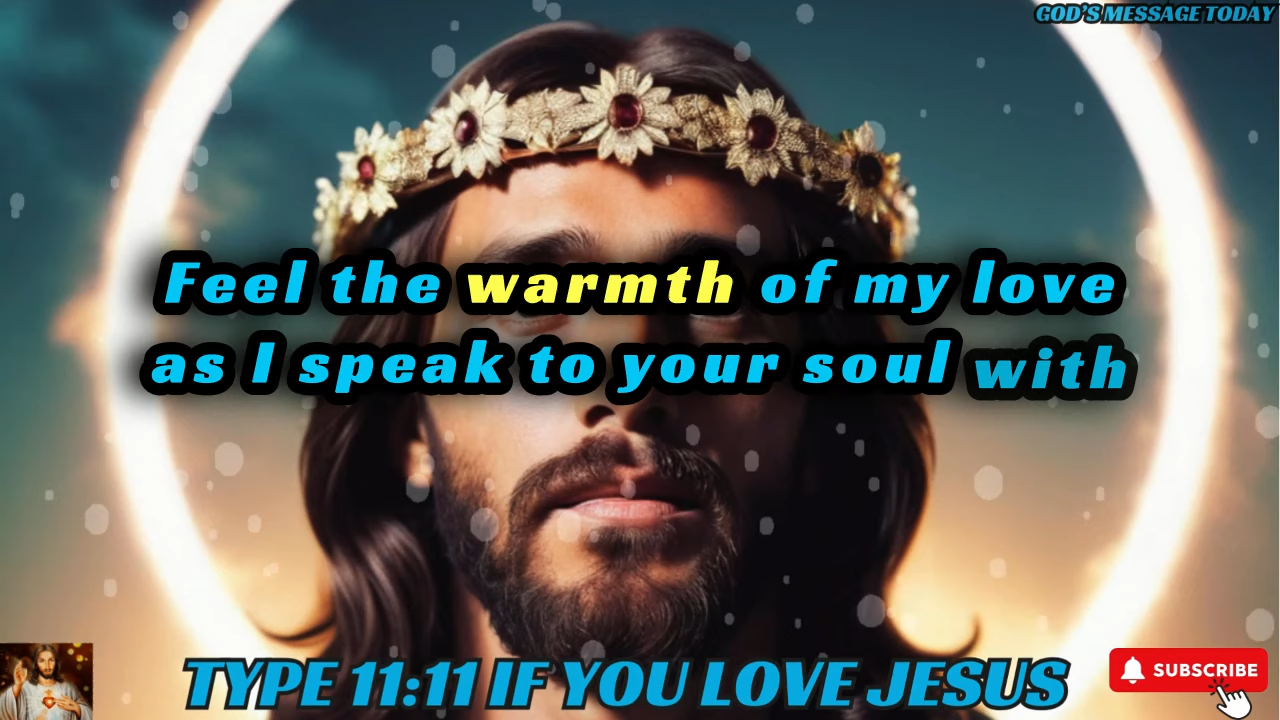 GOD'S MESSAGE TODAY
Feel the warmth of my love
as I speak to your soul with
TYPE 11:11 IF YOU LOVE JESUS
SUBSCRIBE